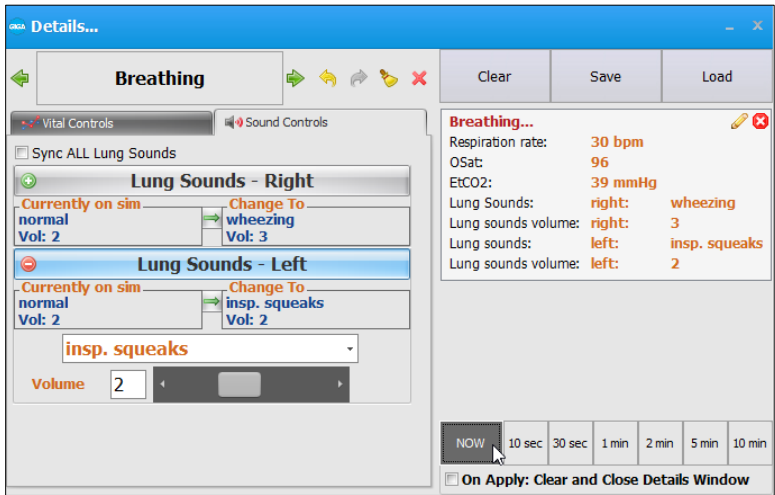 GIGA Details...
Breathing
Clear Save Load
Vital Controls Sound Controls
Sync ALL Lung Sounds
Lung Sounds - Right
Currently on sim Change To
normal wheezing
Vol: 2 Vol: 3
Lung Sounds - Left
Currently on sim Change To
normal insp. squeaks
Vol: 2 Vol: 2
insp. squeaks
Volume 2
Breathing...
Respiration rate: 30 bpm
OSat: 96
EtCO2: 39 mmHg
Lung Sounds: right: wheezing
Lung sounds volume: right: 3
Lung sounds: left: insp. squeaks
Lung sounds volume: left: 2
NOW 10 sec 30 sec 1 min 2 min 5 min 10 min
On Apply: Clear and Close Details Window